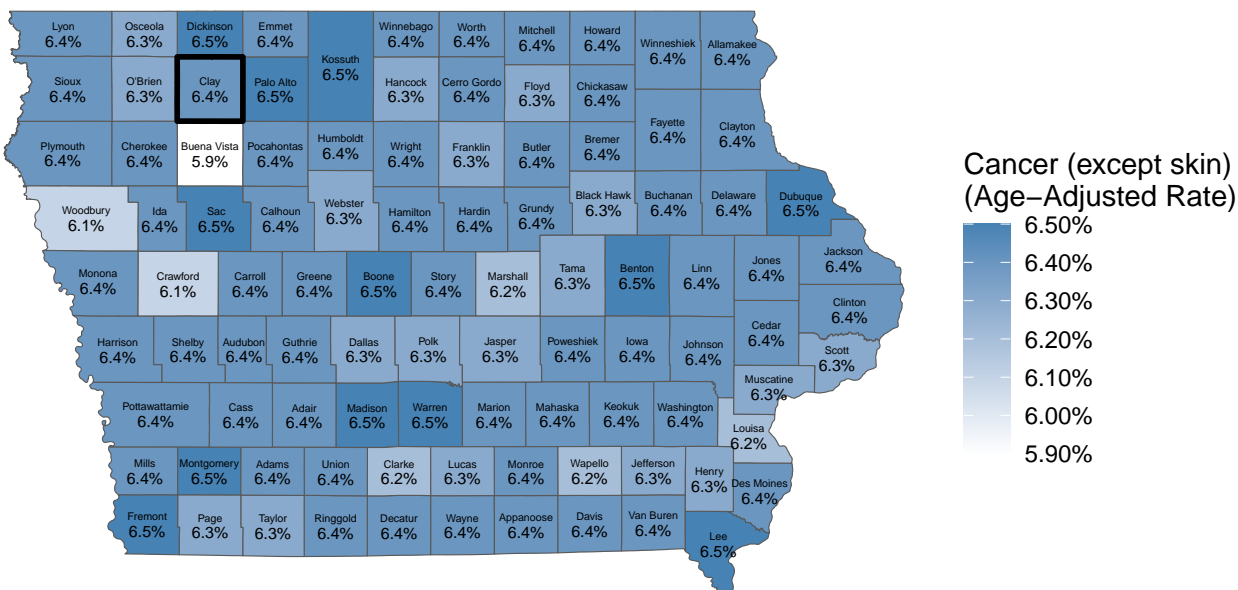 Lyon
6.4%
Osceola
6.3%
Dickinson
6.5%
Emmet
6.4%
Kossuth
6.5%
Winnebago
6.4%
Worth
6.4%
Mitchell
6.4%
Howard
6.4%
Winneshiek
6.4%
Allamakee
6.4%
Sioux
6.4%
O'Brien
6.3%
Clay
6.4%
Palo Alto
6.5%
Hancock
6.3%
Cerro Gordo
6.4%
Floyd
6.3%
Chickasaw
6.4%
Fayette
6.4%
Clayton
6.4%
Plymouth
6.4%
Cherokee
6.4%
Buena Vista
5.9%
Pocahontas
6.4%
Humboldt
6.4%
Wright
6.4%
Franklin
6.3%
Butler
6.4%
Bremer
6.4%
Woodbury
6.1%
Ida
6.4%
Sac
6.5%
Calhoun
6.4%
Webster
6.3%
Hamilton
6.4%
Hardin
6.4%
Grundy
6.4%
Black Hawk
6.3%
Buchanan
6.4%
Delaware
6.4%
Dubuque
6.5%
Monona
6.4%
Crawford
6.1%
Carroll
6.4%
Greene
6.4%
Boone
6.5%
Story
6.4%
Marshall
6.2%
Tama
6.3%
Benton
6.5%
Linn
6.4%
Jones
6.4%
Jackson
6.4%
Clinton
6.4%
Harrison
6.4%
Shelby
6.4%
Audubon
6.4%
Guthrie
6.4%
Dallas
6.3%
Polk
6.3%
Jasper
6.3%
Poweshiek
6.4%
Iowa
6.4%
Johnson
6.4%
Cedar
6.4%
Scott
6.3%
Muscatine
6.3%
Pottawattamie
6.4%
Cass
6.4%
Adair
6.4%
Madison
6.5%
Warren
6.5%
Marion
6.4%
Mahaska
6.4%
Keokuk
6.4%
Washington
6.4%
Louisa
6.2%
Mills
6.4%
Montgomery
6.5%
Adams
6.4%
Union
6.4%
Clarke
6.2%
Lucas
6.3%
Monroe
6.4%
Wapello
6.2%
Jefferson
6.3%
Henry
6.3%
Des Moines
6.4%
Fremont
6.5%
Page
6.3%
Taylor
6.3%
Ringgold
6.4%
Decatur
6.4%
Wayne
6.4%
Appanoose
6.4%
Davis
6.4%
Van Buren
6.4%
Lee
6.5%
Cancer (except skin)
(Age−Adjusted Rate)
6.50%
6.40%
6.30%
6.20%
6.10%
6.00%
5.90%